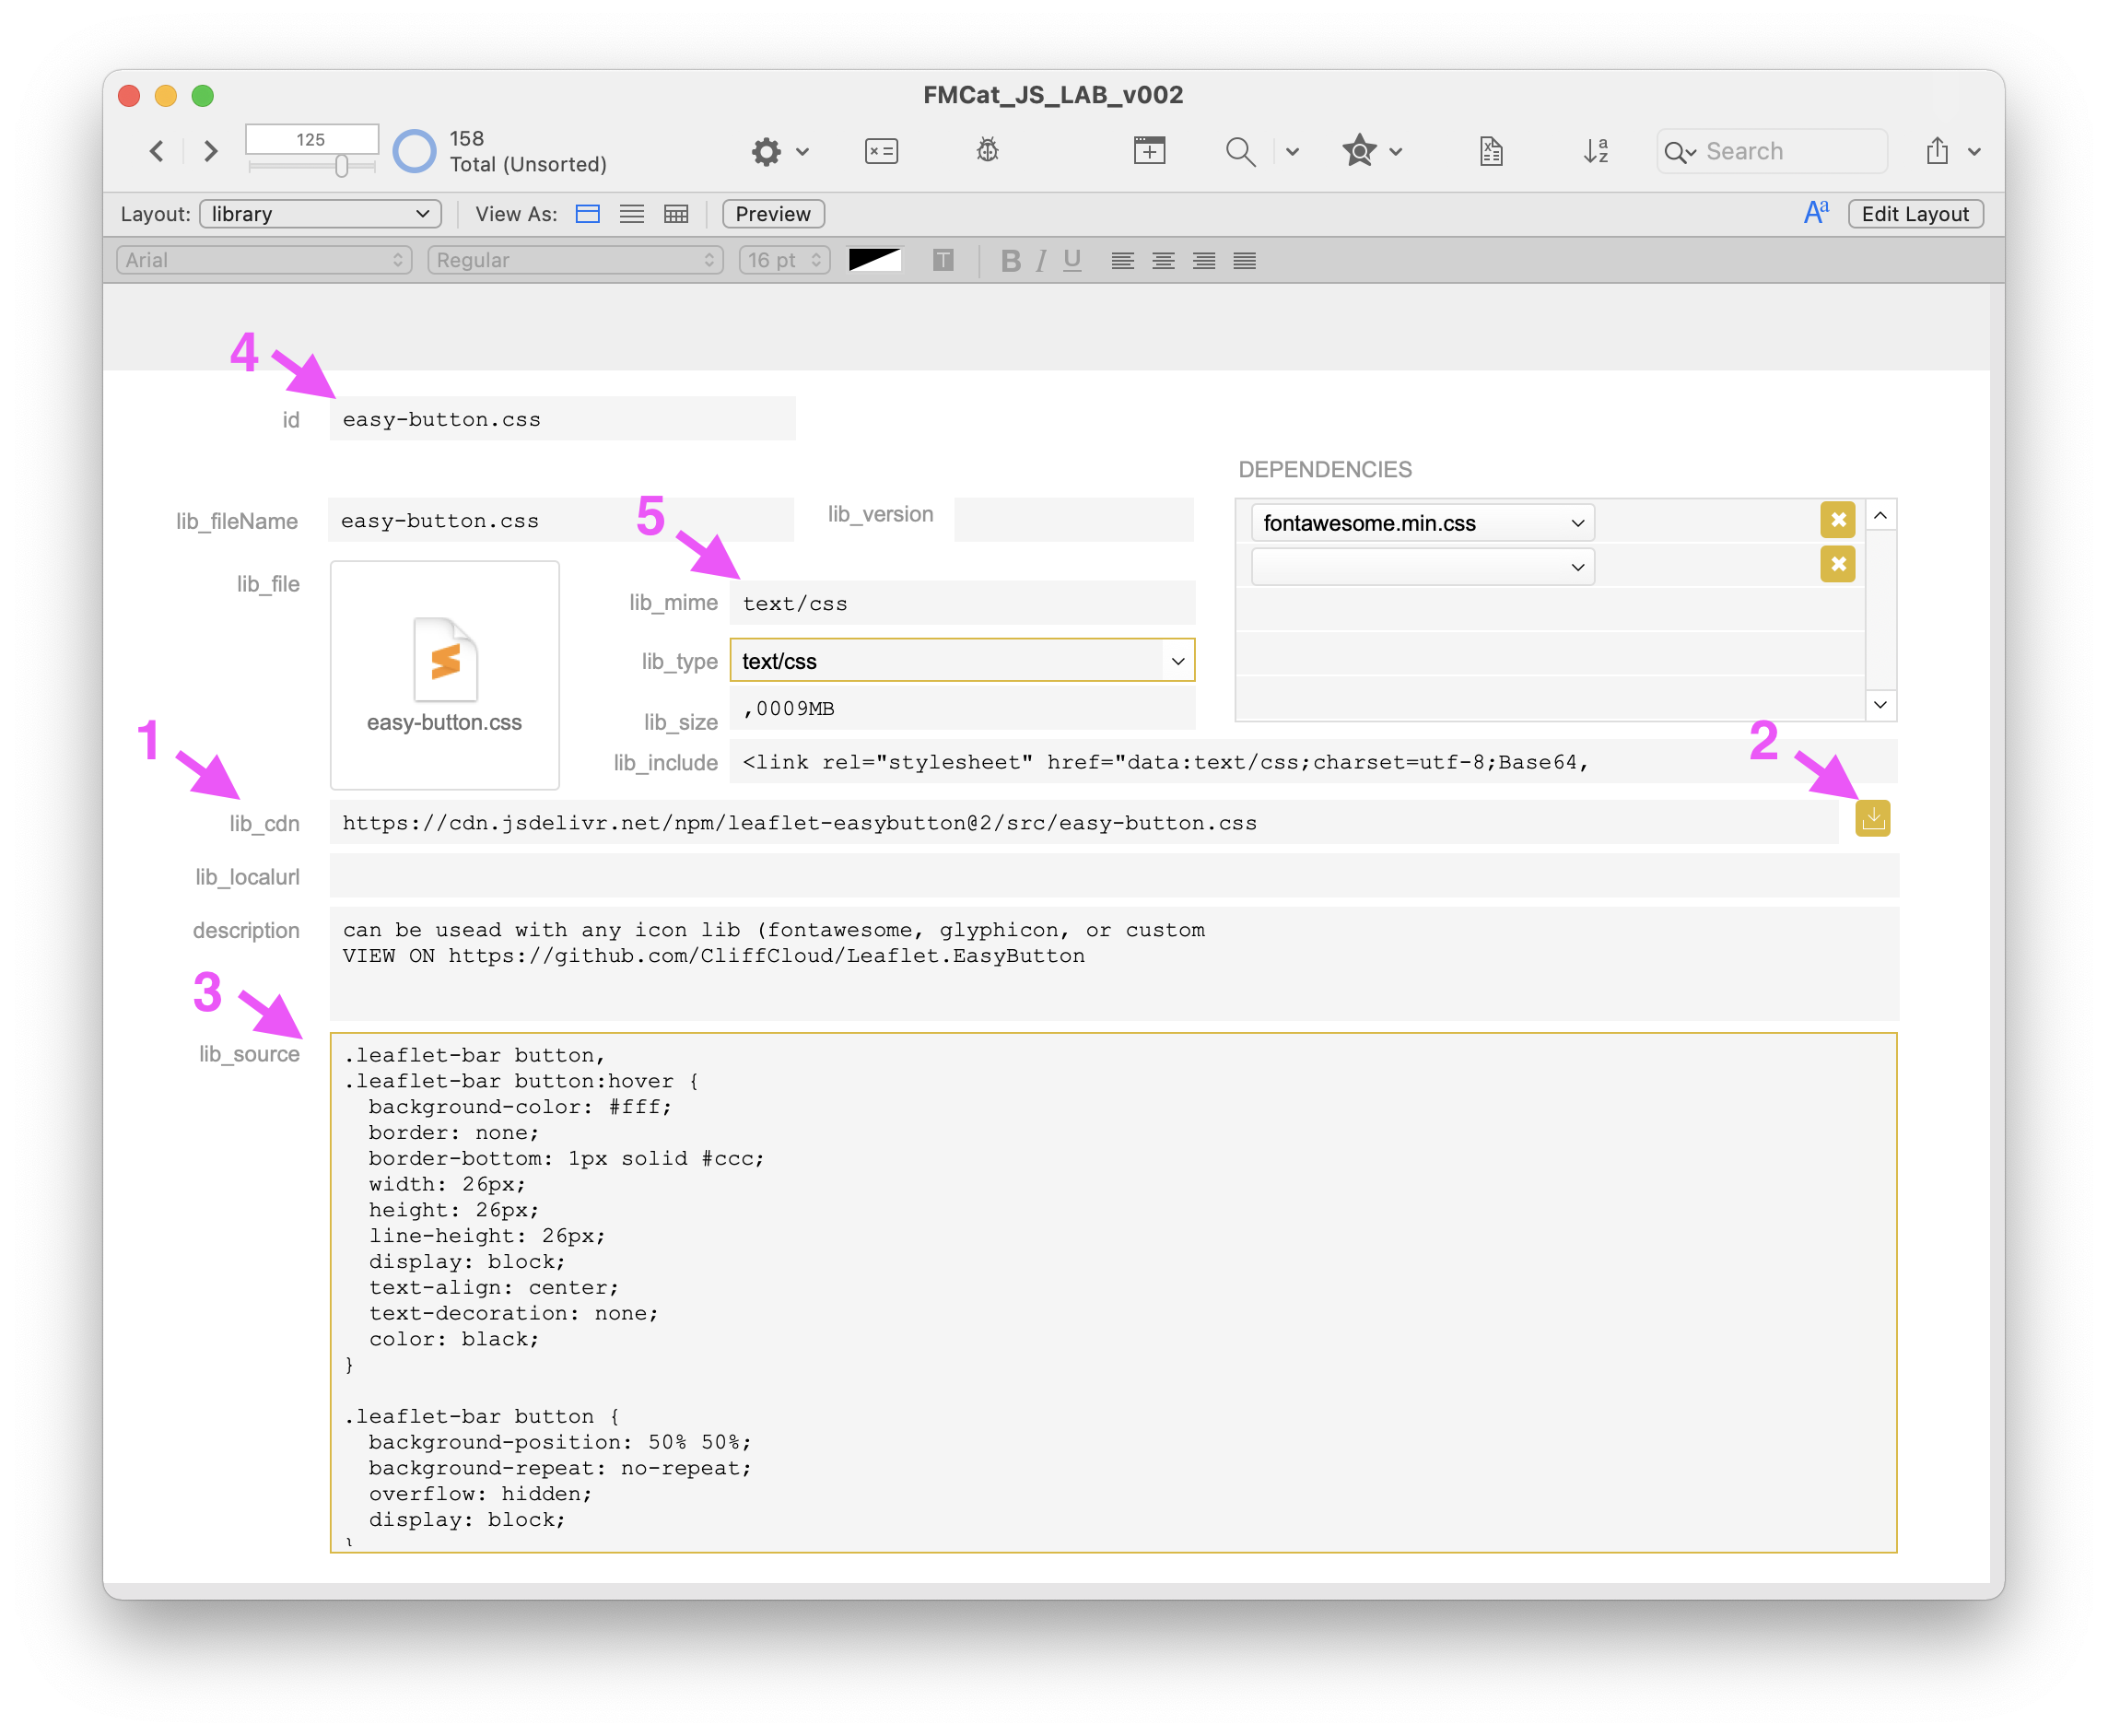 FMCat_JS_LAB_v002
125
158
Total (Unsorted)
Search
Layout: library View As: Preview Edit Layout
Arial Regular 16 pt B I U
4
id easy-button.css
DEPENDENCIES
lib_fileName easy-button.css
5
lib_version
fontawesome.min.css
lib_file
easy-button.css
lib_mime text/css
lib_type text/css
lib_size ,0009MB
lib_include <link rel="stylesheet" href="data:text/css;charset=utf-8;Base64,
1
2
lib_cdn https://cdn.jsdelivr.net/npm/leaflet-easybutton@2/src/easy-button.css
lib_localurl
description can be usead with any icon lib (fontawesome, glyphicon, or custom
VIEW ON https://github.com/CliffCloud/Leaflet.EasyButton
3
lib_source .leaflet-bar button,
.leaflet-bar button:hover {
background-color: #fff;
border: none;
border-bottom: 1px solid #ccc;
width: 26px;
height: 26px;
line-height: 26px;
display: block;
text-align: center;
text-decoration: none;
color: black;
}
.leaflet-bar button {
background-position: 50% 50%;
background-repeat: no-repeat;
overflow: hidden;
display: block;
}